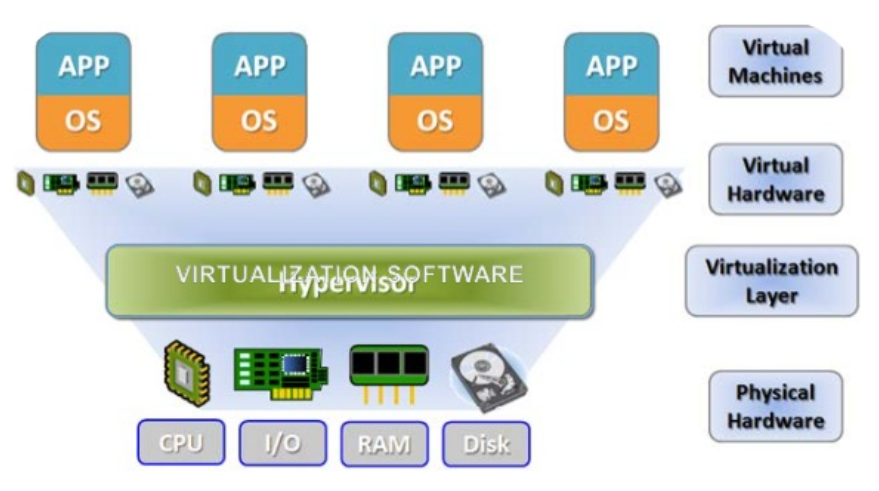 APP
APP
APP
APP
Virtual
Machines
OS
OS
OS
OS
Virtual
Hardware
VIRTUALIZATION SOFTWARE
Hypervisor
Virtualization
Layer
Physical
Hardware
CPU
I/O
RAM
Disk